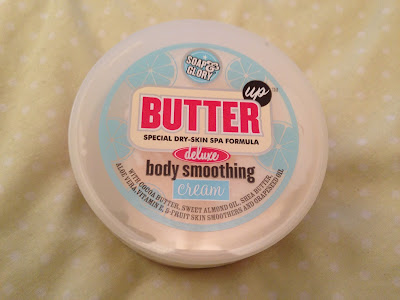 SOAP &
GLORY
BUTTER up
SPECIAL DRY-SKIN SPA FORMULA
deluxe
body smoothing
cream
WITH COCOA BUTTER, SWEET ALMOND OIL, SHEA BUTTER,
ALOE VERA, VITAMIN E, 5-FRUIT SKIN SMOOTHERS AND GRAPESEED OIL